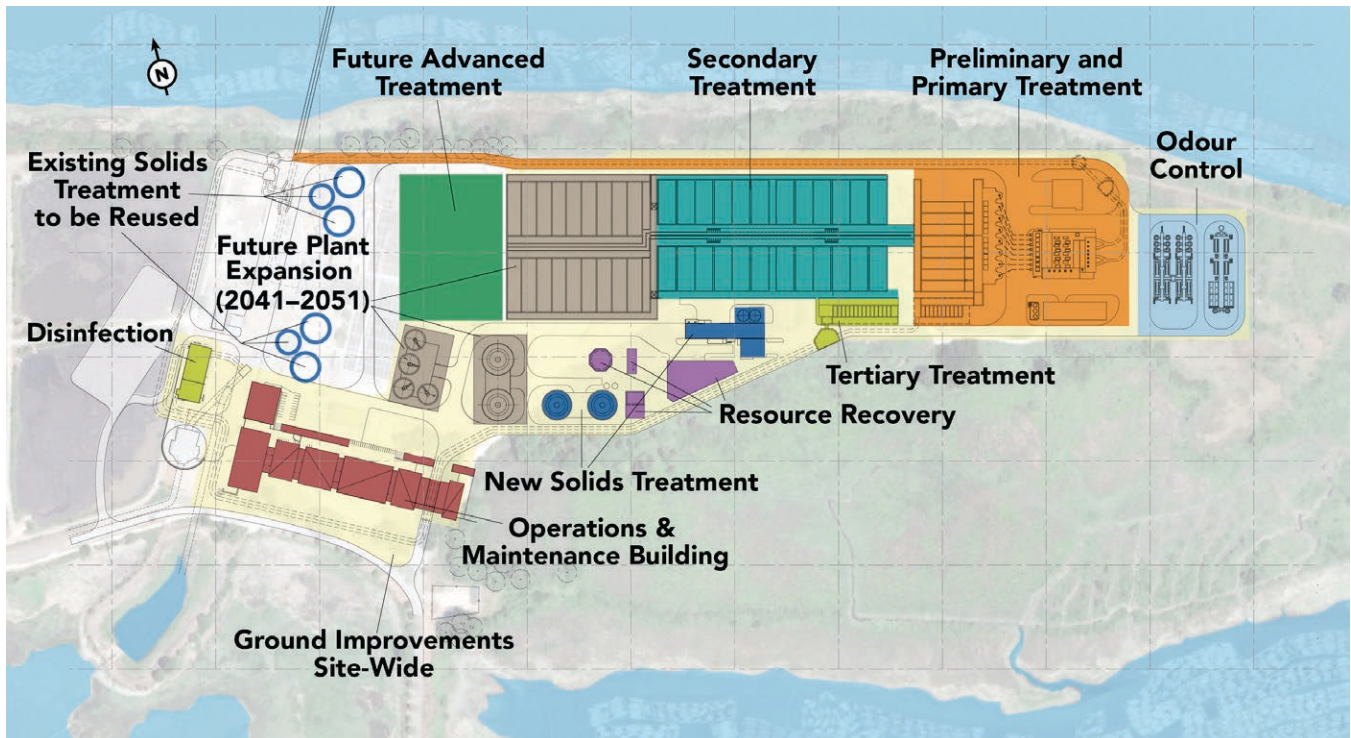 N
Future Advanced
Treatment
Secondary
Treatment
Preliminary and
Primary Treatment
Odour
Control
Existing Solids
Treatment
to be Reused
Future Plant
Expansion
(2041–2051)
Disinfection
Tertiary Treatment
Resource Recovery
New Solids Treatment
Operations &
Maintenance Building
Ground Improvements
Site-Wide